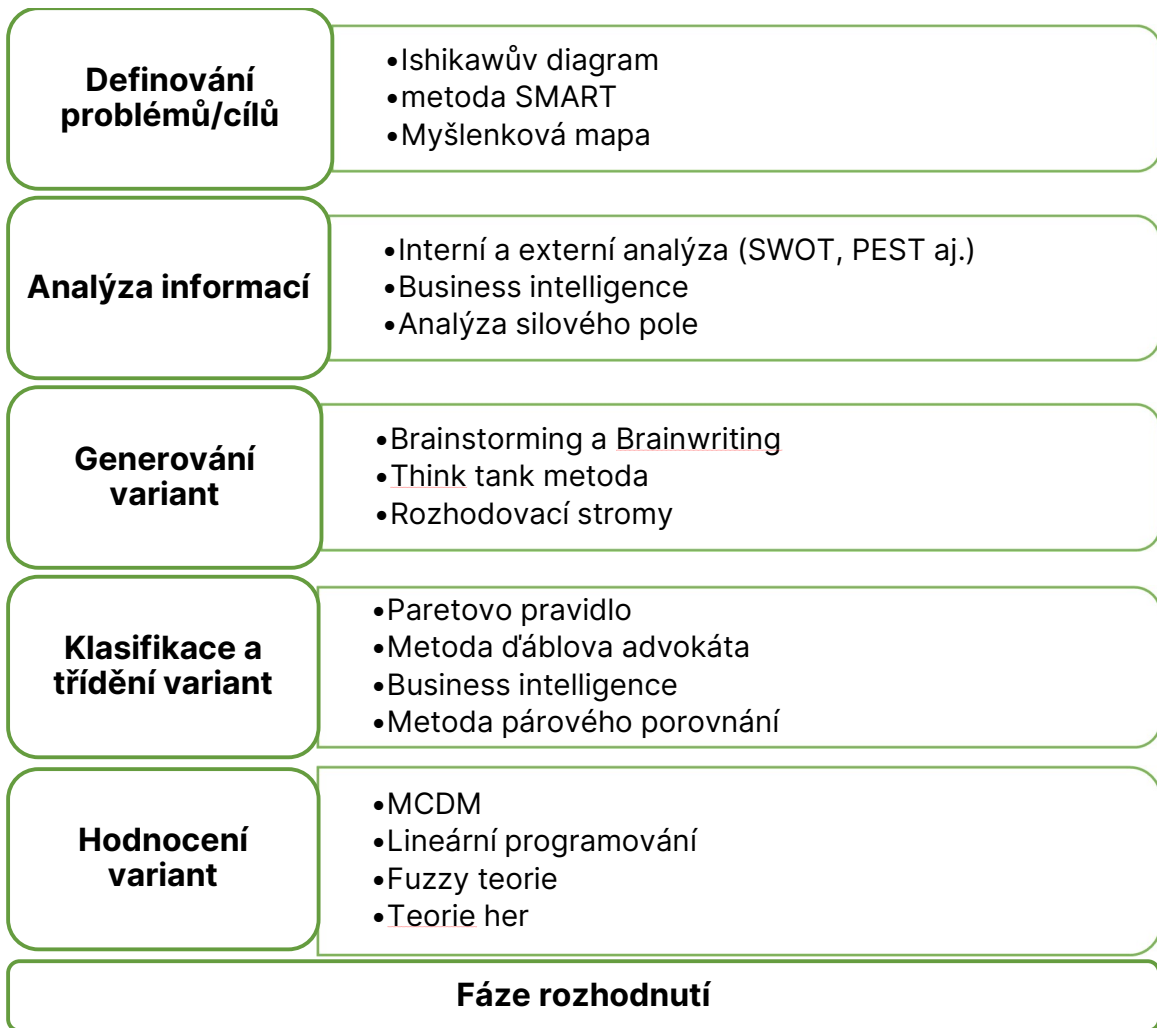 Definování
problémů/cílů
•Ishikawův diagram
•metoda SMART
•Myšlenková mapa
Analýza informací
•Interní a externí analýza (SWOT, PEST aj.)
•Business intelligence
•Analýza silového pole
Generování
variant
•Brainstorming a Brainwriting
•Think tank metoda
•Rozhodovací stromy
Klasifikace a
třídění variant
•Paretovo pravidlo
•Metoda ďáblova advokáta
•Business intelligence
•Metoda párového porovnání
Hodnocení
variant
•MCDM
•Lineární programování
•Fuzzy teorie
•Teorie her
Fáze rozhodnutí